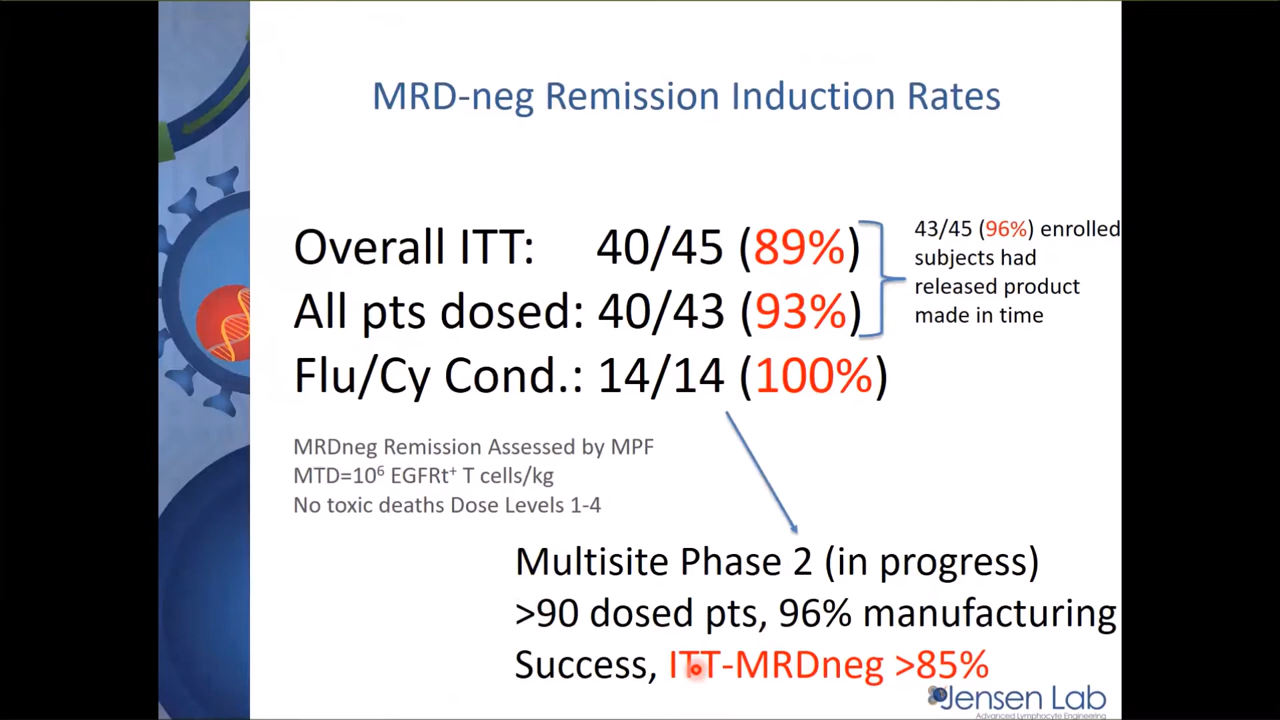 MRD-neg Remission Induction Rates
Overall ITT: 40/45 (89%)
All pts dosed: 40/43 (93%)
Flu/Cy Cond.: 14/14 (100%)
43/45 (96%) enrolled
subjects had
released product
made in time
MRDneg Remission Assessed by MPF
MTD=10⁶ EGFRt⁺ T cells/kg
No toxic deaths Dose Levels 1-4
Multisite Phase 2 (in progress)
>90 dosed pts, 96% manufacturing
Success, ITT-MRDneg >85%
Jensen Lab
Advanced Lymphocyte Engineering